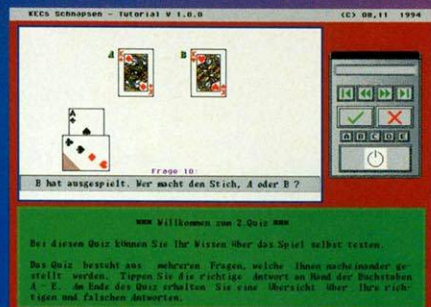 KECs Schnapsen - Tutorial V 1.0.0 (C) 08,11 1994
A B
A
A B C D E
Frage 10:
B hat ausgespielt. Wer macht den Stich, A oder B ?
*** Willkommen zum 2.Quiz ***
Bei diesem Quiz können Sie Ihr Wissen über das Spiel selbst testen.
Das Quiz besteht aus mehreren Fragen, welche Ihnen nacheinander ge-
stellt werden. Tippen Sie die richtige Antwort an Hand der Buchstaben
A - E. Am Ende des Quiz erhalten Sie eine Übersicht über Ihre rich-
tigen und falschen Antworten.